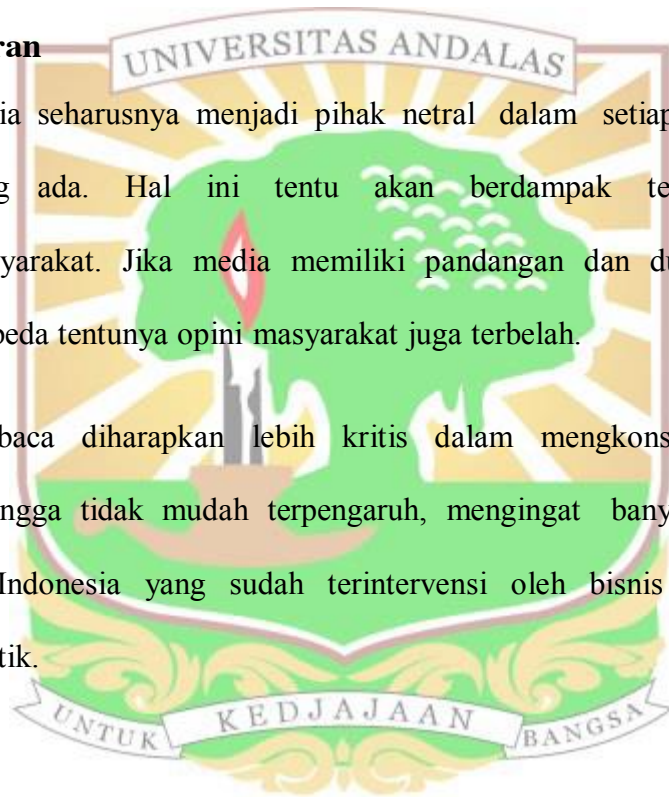 ran
UNIVERSITAS ANDALAS
ia seharusnya menjadi pihak netral dalam setiap
g ada. Hal ini tentu akan berdampak te
yarakat. Jika media memiliki pandangan dan du
beda tentunya opini masyarakat juga terbelah.
baca diharapkan lebih kritis dalam mengkons
ngga tidak mudah terpengaruh, mengingat bany
Indonesia yang sudah terintervensi oleh bisnis
tik.
UNTUK KEDJAJAAN BANGSA